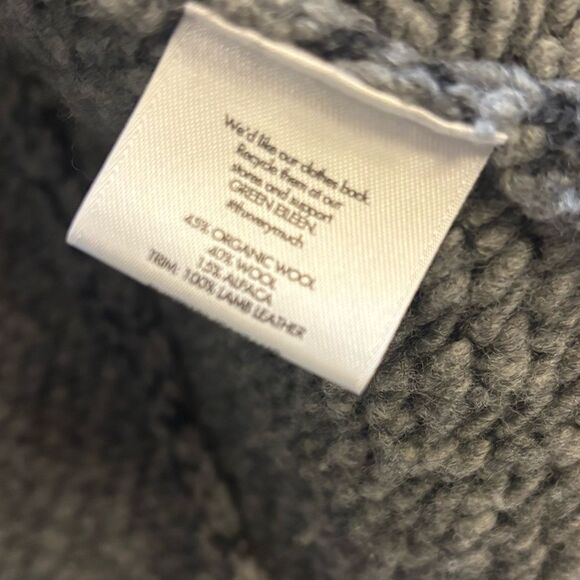 We'd like our clothes back.
Recycle them at our
stores and support
GREEN EILEEN.
45% ORGANIC WOOL
40% WOOL
15% ALPACA
TRIM: 100% LAMB LEATHER